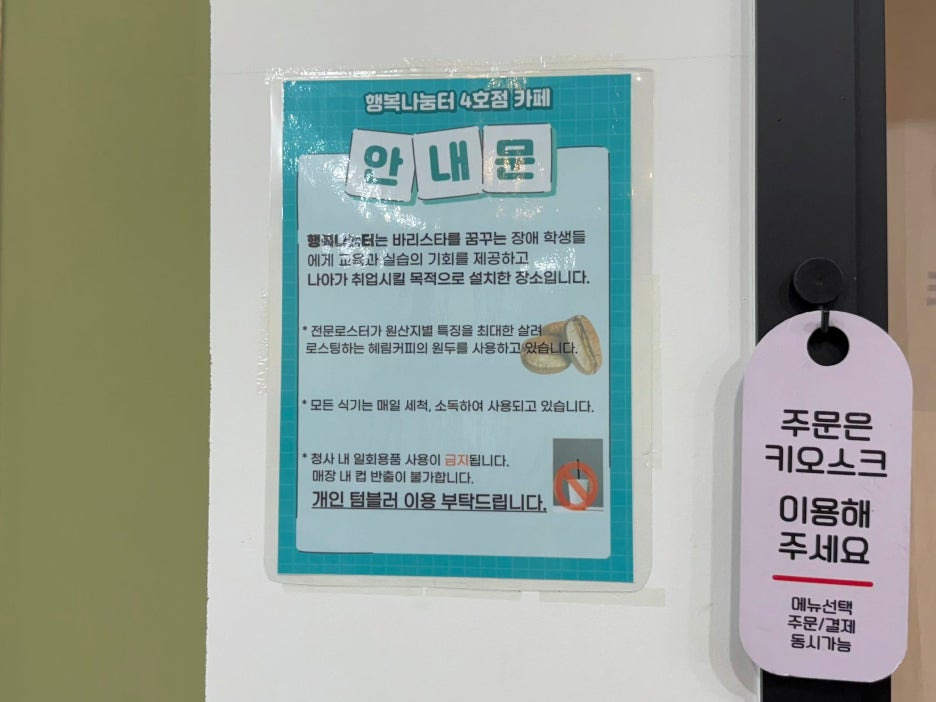 행복나눔터 4호점 카페
안내문
행복나눔터는 바리스타를 꿈꾸는 장애 학생들
에게 교육과 실습의 기회를 제공하고
나아가 취업시킬 목적으로 설치한 장소입니다.
* 전문로스터가 원산지별 특징을 최대한 살려
로스팅하는 혜림커피의 원두를 사용하고 있습니다.
* 모든 식기는 매일 세척, 소독하여 사용되고 있습니다.
* 청사 내 일회용품 사용이 금지됩니다.
매장 내 컵 반출이 불가합니다.
개인 텀블러 이용 부탁드립니다.
주문은
키오스크
이용해
주세요
메뉴선택
주문/결제
동시가능